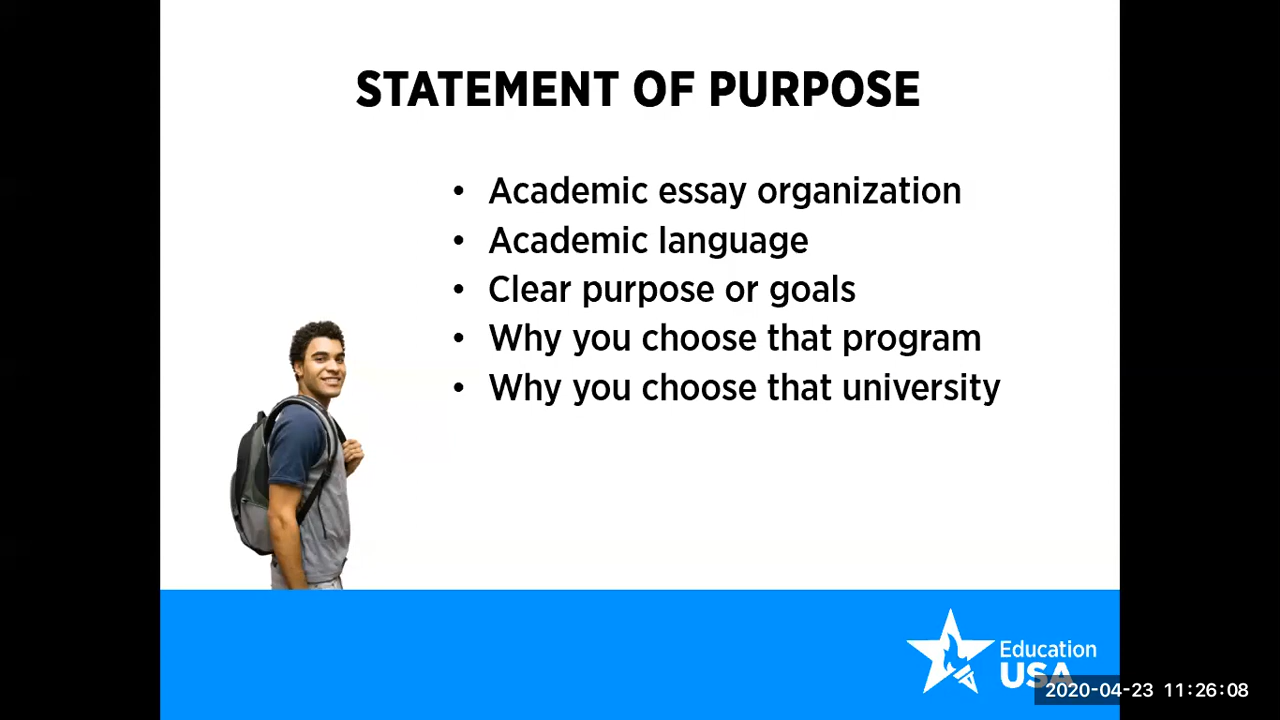 STATEMENT OF PURPOSE
• Academic essay organization
• Academic language
• Clear purpose or goals
• Why you choose that program
• Why you choose that university
Education
USA
2020-04-23 11:26:08